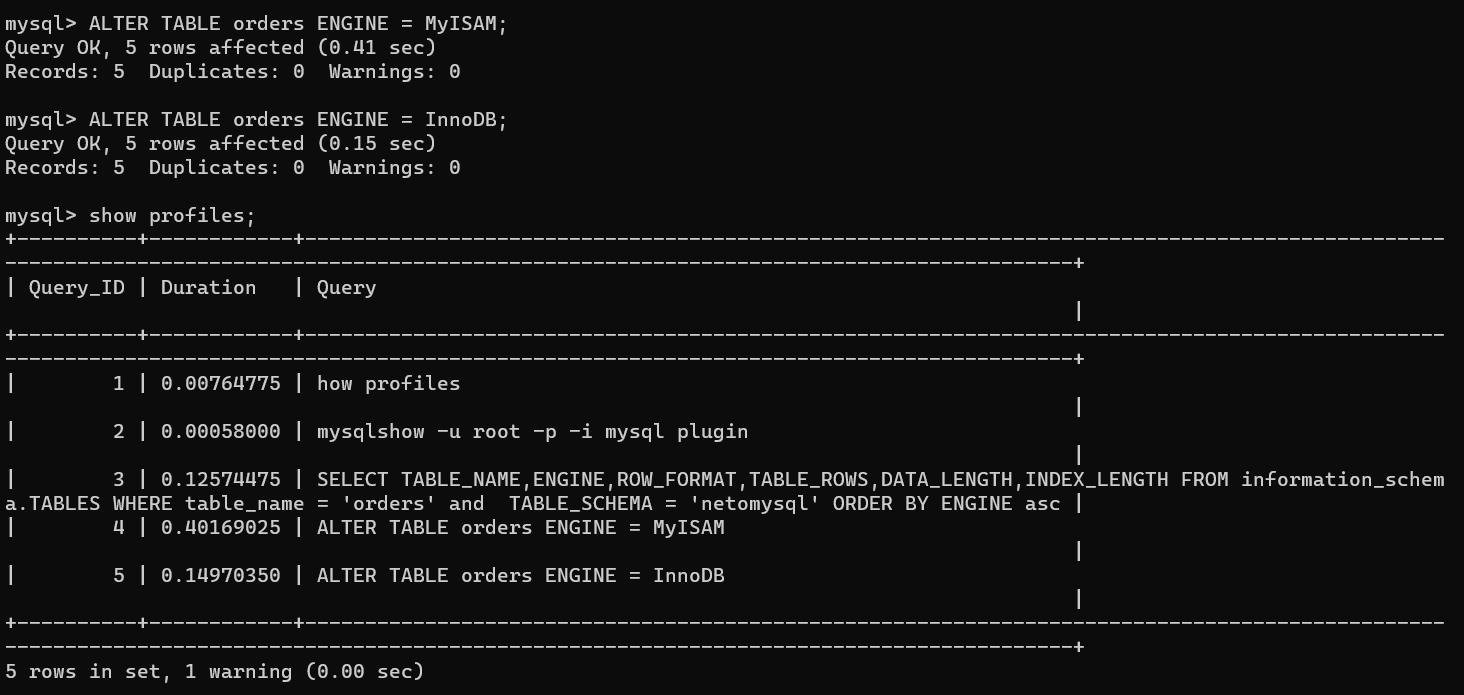 mysql> ALTER TABLE orders ENGINE = MyISAM;
Query OK, 5 rows affected (0.41 sec)
Records: 5  Duplicates: 0  Warnings: 0

mysql> ALTER TABLE orders ENGINE = InnoDB;
Query OK, 5 rows affected (0.15 sec)
Records: 5  Duplicates: 0  Warnings: 0

mysql> show profiles;
+----------+------------+-----------------------------------------------------------------------------------------------
-----------------------------------------------------------------------------------------+
| Query_ID | Duration   | Query
                                                                                         |
+----------+------------+-----------------------------------------------------------------------------------------------
-----------------------------------------------------------------------------------------+
|        1 | 0.00764775 | how profiles
                                                                                         |
|        2 | 0.00058000 | mysqlshow -u root -p -i mysql plugin
                                                                                         |
|        3 | 0.12574475 | SELECT TABLE_NAME,ENGINE,ROW_FORMAT,TABLE_ROWS,DATA_LENGTH,INDEX_LENGTH FROM information_schem
a.TABLES WHERE table_name = 'orders' and  TABLE_SCHEMA = 'netomysql' ORDER BY ENGINE asc |
|        4 | 0.40169025 | ALTER TABLE orders ENGINE = MyISAM
                                                                                         |
|        5 | 0.14970350 | ALTER TABLE orders ENGINE = InnoDB
                                                                                         |
+----------+------------+-----------------------------------------------------------------------------------------------
-----------------------------------------------------------------------------------------+
5 rows in set, 1 warning (0.00 sec)